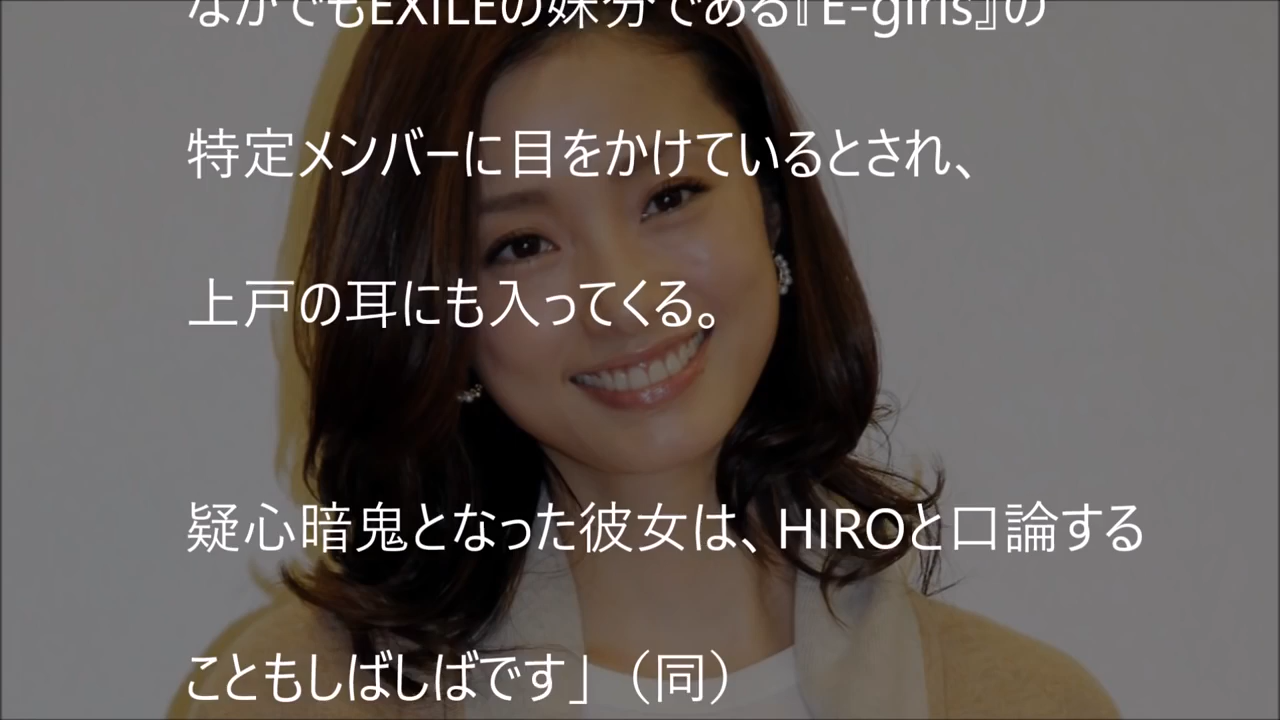 なかでもEXILEの妹分である『E-girls』の
特定メンバーに目をかけているとされ、
上戸の耳にも入ってくる。
疑心暗鬼となった彼女は、HIROと口論する
こともしばしばです」（同）